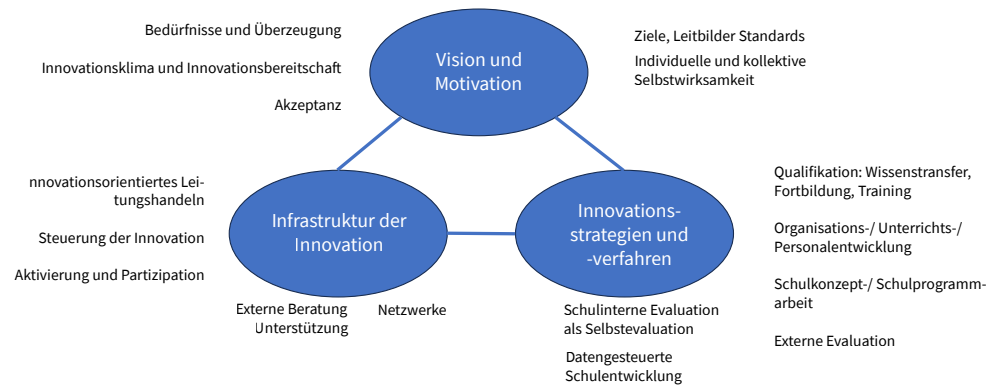 Bedürfnisse und Überzeugung
Innovationsklima und Innovationsbereitschaft
Akzeptanz
Vision und
Motivation
Ziele, Leitbilder Standards
Individuelle und kollektive
Selbstwirksamkeit
nnovationsorientiertes Lei-
tungshandeln
Steuerung der Innovation
Aktivierung und Partizipation
Infrastruktur der
Innovation
Externe Beratung
Unterstützung
Netzwerke
Innovations-
strategien und
-verfahren
Schulinterne Evaluation
als Selbstevaluation
Datengesteuerte
Schulentwicklung
Qualifikation: Wissenstransfer,
Fortbildung, Training
Organisations-/ Unterrichts-/
Personalentwicklung
Schulkonzept-/ Schulprogramm-
arbeit
Externe Evaluation